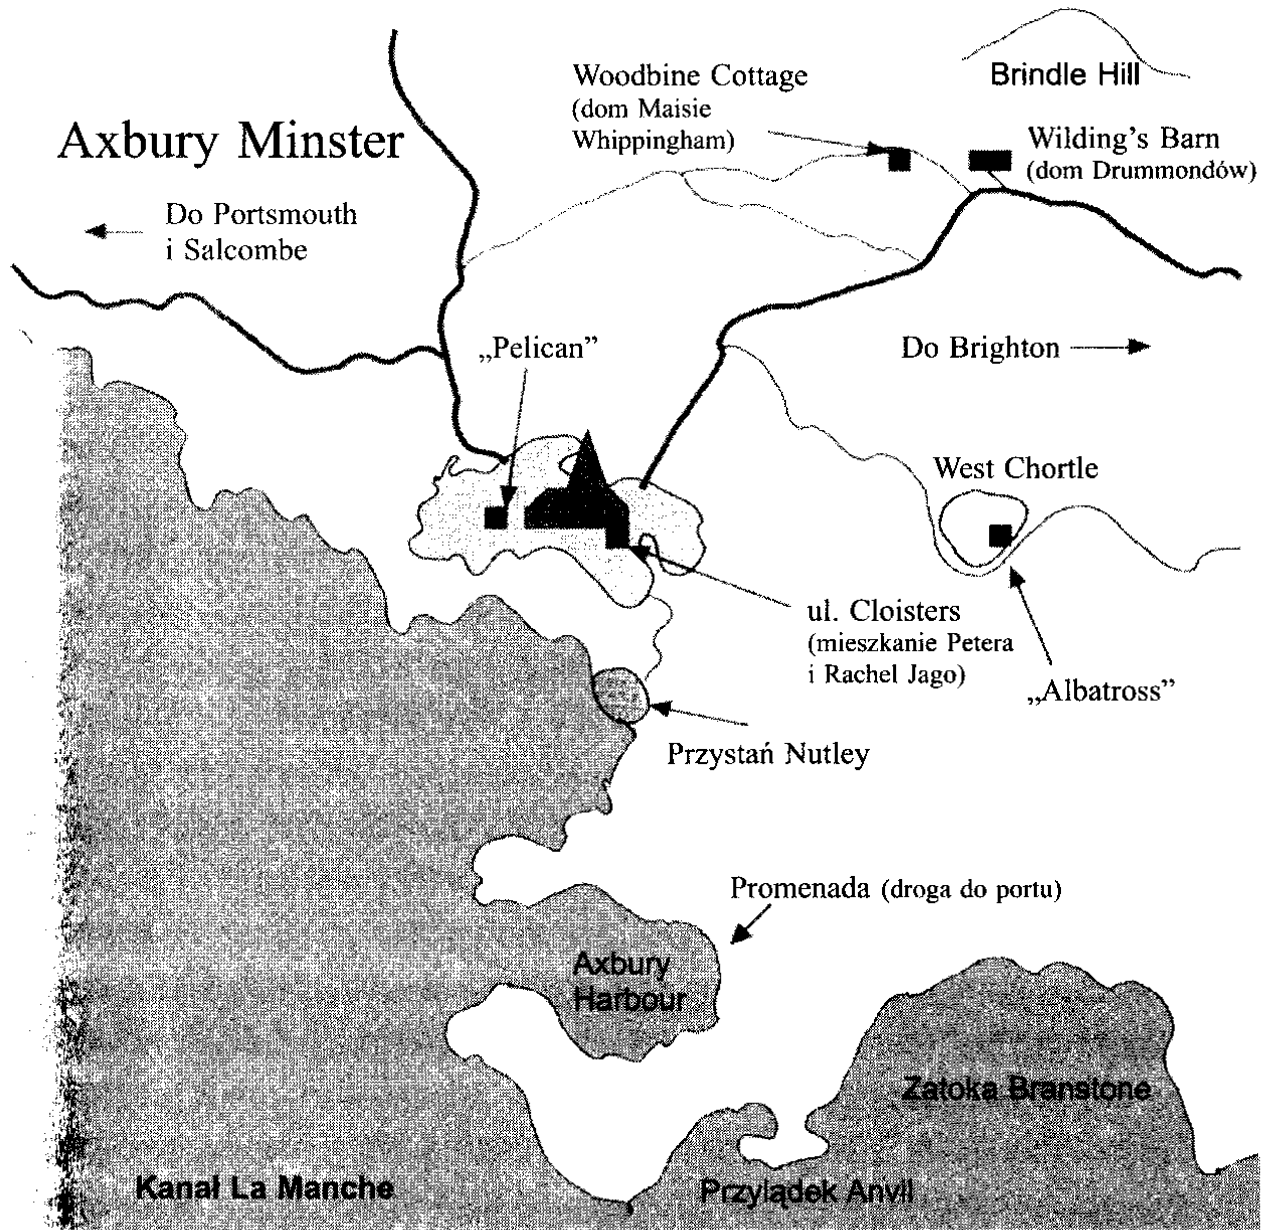 Woodbine Cottage
(dom Maisie
Whippingham)
Brindle Hill
Axbury Minster
Wilding's Barn
(dom Drummondów)
Do Portsmouth
i Salcombe
„Pelican”
Do Brighton
West Chortle
ul. Cloisters
(mieszkanie Petera
i Rachel Jago)
„Albatross”
Przystań Nutley
Promenada (droga do portu)
Axbury
Harbour
Zatoka Branstone
Kanał La Manche
Przylądek Anvil